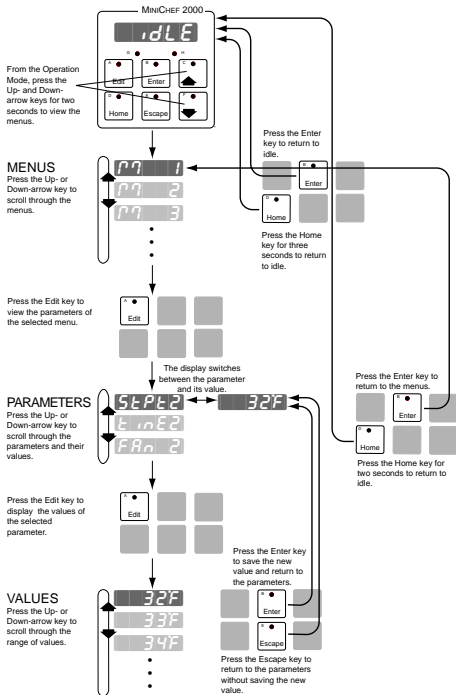 MINICHEF 2000
idLE
G
H
A
Edit
B
Enter
C
D
Home
E
Escape
F
From the Operation
Mode, press the
Up- and Down-
arrow keys for two
seconds to view the
menus.
MENUS
Press the Up- or
Down-arrow key to
scroll through the
menus.
M 1
M 2
M 3
Press the Enter
key to return to
idle.
B
Enter
D
Home
Press the Home
key for three
seconds to return
to idle.
Press the Edit key to
view the parameters of
the selected menu.
A
Edit
The display switches
between the parameter
and its value.
PARAMETERS
Press the Up- or
Down-arrow key to
scroll through the
parameters and their
values.
StPt2
32°F
timE2
FAn 2
Press the Enter key to
return to the menus.
B
Enter
D
Home
Press the Home key for
two seconds to return to
idle.
Press the Edit key to
display the values of
the selected
parameter.
A
Edit
Press the Enter key
to save the new
value and return to
the parameters.
B
Enter
E
Escape
Press the Escape key to
return to the parameters
without saving the new
value.
VALUES
Press the Up- or
Down-arrow key to
scroll through the
range of values.
32°F
33°F
34°F